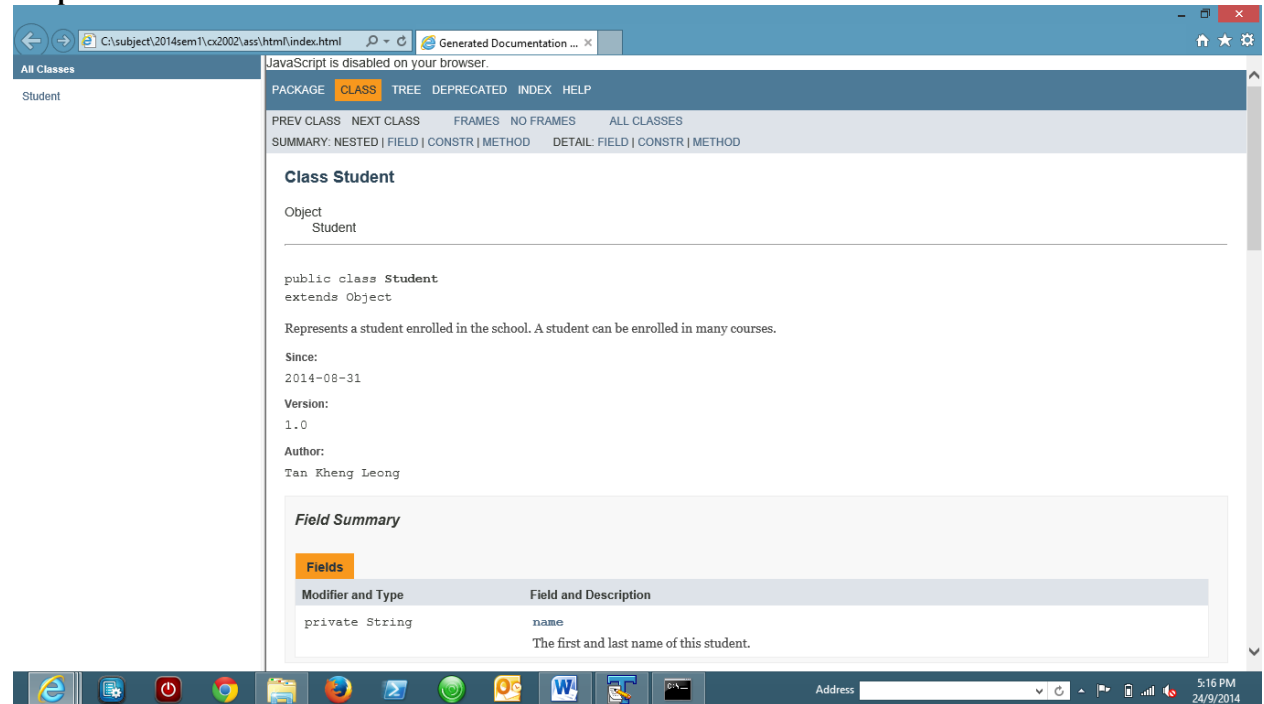 C:\subject\2014sem1\cx2002\ass\html\index.html
Generated Documentation ...
All Classes
Student
JavaScript is disabled on your browser.
PACKAGE CLASS TREE DEPRECATED INDEX HELP
PREV CLASS NEXT CLASS FRAMES NO FRAMES ALL CLASSES
SUMMARY: NESTED | FIELD | CONSTR | METHOD DETAIL: FIELD | CONSTR | METHOD
Class Student
Object
Student
public class Student
extends Object
Represents a student enrolled in the school. A student can be enrolled in many courses.
Since:
2014-08-31
Version:
1.0
Author:
Tan Kheng Leong
Field Summary
Fields
Modifier and Type Field and Description
private String name
The first and last name of this student.
Address
5:16 PM
24/9/2014